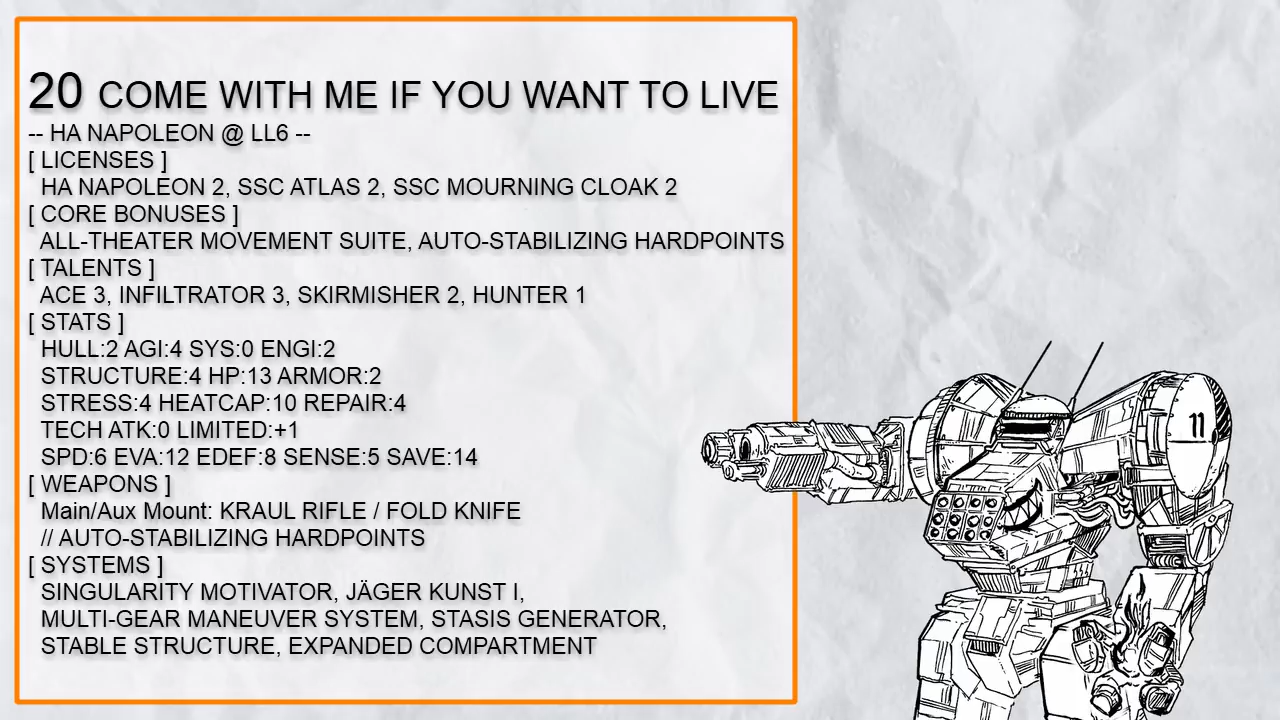 20 COME WITH ME IF YOU WANT TO LIVE
-- HA NAPOLEON @ LL6 --
[ LICENSES ]
HA NAPOLEON 2, SSC ATLAS 2, SSC MOURNING CLOAK 2
[ CORE BONUSES ]
ALL-THEATER MOVEMENT SUITE, AUTO-STABILIZING HARDPOINTS
[ TALENTS ]
ACE 3, INFILTRATOR 3, SKIRMISHER 2, HUNTER 1
[ STATS ]
HULL:2 AGI:4 SYS:0 ENGI:2
STRUCTURE:4 HP:13 ARMOR:2
STRESS:4 HEATCAP:10 REPAIR:4
TECH ATK:0 LIMITED:+1
SPD:6 EVA:12 EDEF:8 SENSE:5 SAVE:14
[ WEAPONS ]
Main/Aux Mount: KRAUL RIFLE / FOLD KNIFE
// AUTO-STABILIZING HARDPOINTS
[ SYSTEMS ]
SINGULARITY MOTIVATOR, JÄGER KUNST I,
MULTI-GEAR MANEUVER SYSTEM, STASIS GENERATOR,
STABLE STRUCTURE, EXPANDED COMPARTMENT
11